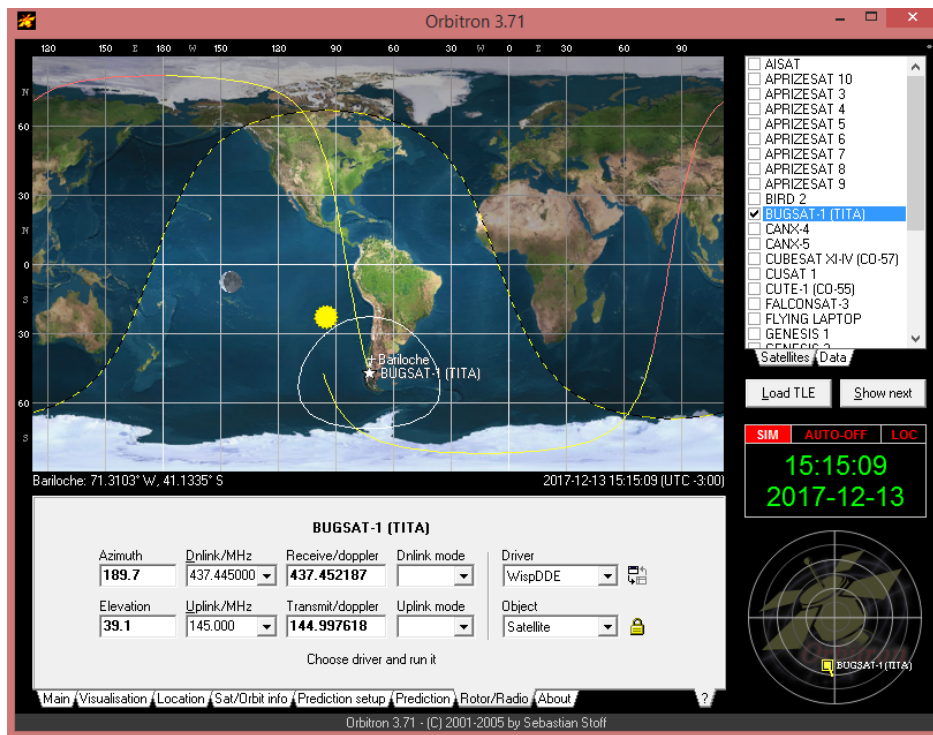 Orbitron 3.71
120 150 E 180 W 150 120 90 60 30 W 0 E 30 60 90
N
60
30
N
0
S
30
60
S
Bariloche
BUGSAT-1 (TITA)
Bariloche: 71.3103° W, 41.1335° S
2017-12-13 15:15:09 (UTC -3:00)
AISAT
APRIZESAT 10
APRIZESAT 3
APRIZESAT 4
APRIZESAT 5
APRIZESAT 6
APRIZESAT 7
APRIZESAT 8
APRIZESAT 9
BIRD 2
BUGSAT-1 (TITA)
CANX-4
CANX-5
CUBESAT XI-IV (CO-57)
CUSAT 1
CUTE-1 (CO-55)
FALCONSAT-3
FLYING LAPTOP
GENESIS 1
GENESIS 2
Satellites Data
Load TLE Show next
SIM AUTO-OFF LOC
15:15:09
2017-12-13
BUGSAT-1 (TITA)
BUGSAT-1 (TITA)
Azimuth Dnlink/MHz Receive/doppler Dnlink mode Driver
189.7 437.445000 437.452187 WispDDE
Elevation Uplink/MHz Transmit/doppler Uplink mode Object
39.1 145.000 144.997618 Satellite
Choose driver and run it
Main Visualisation Location Sat/Orbit info Prediction setup Prediction Rotor/Radio About ?
Orbitron 3.71 - (C) 2001-2005 by Sebastian Stoff